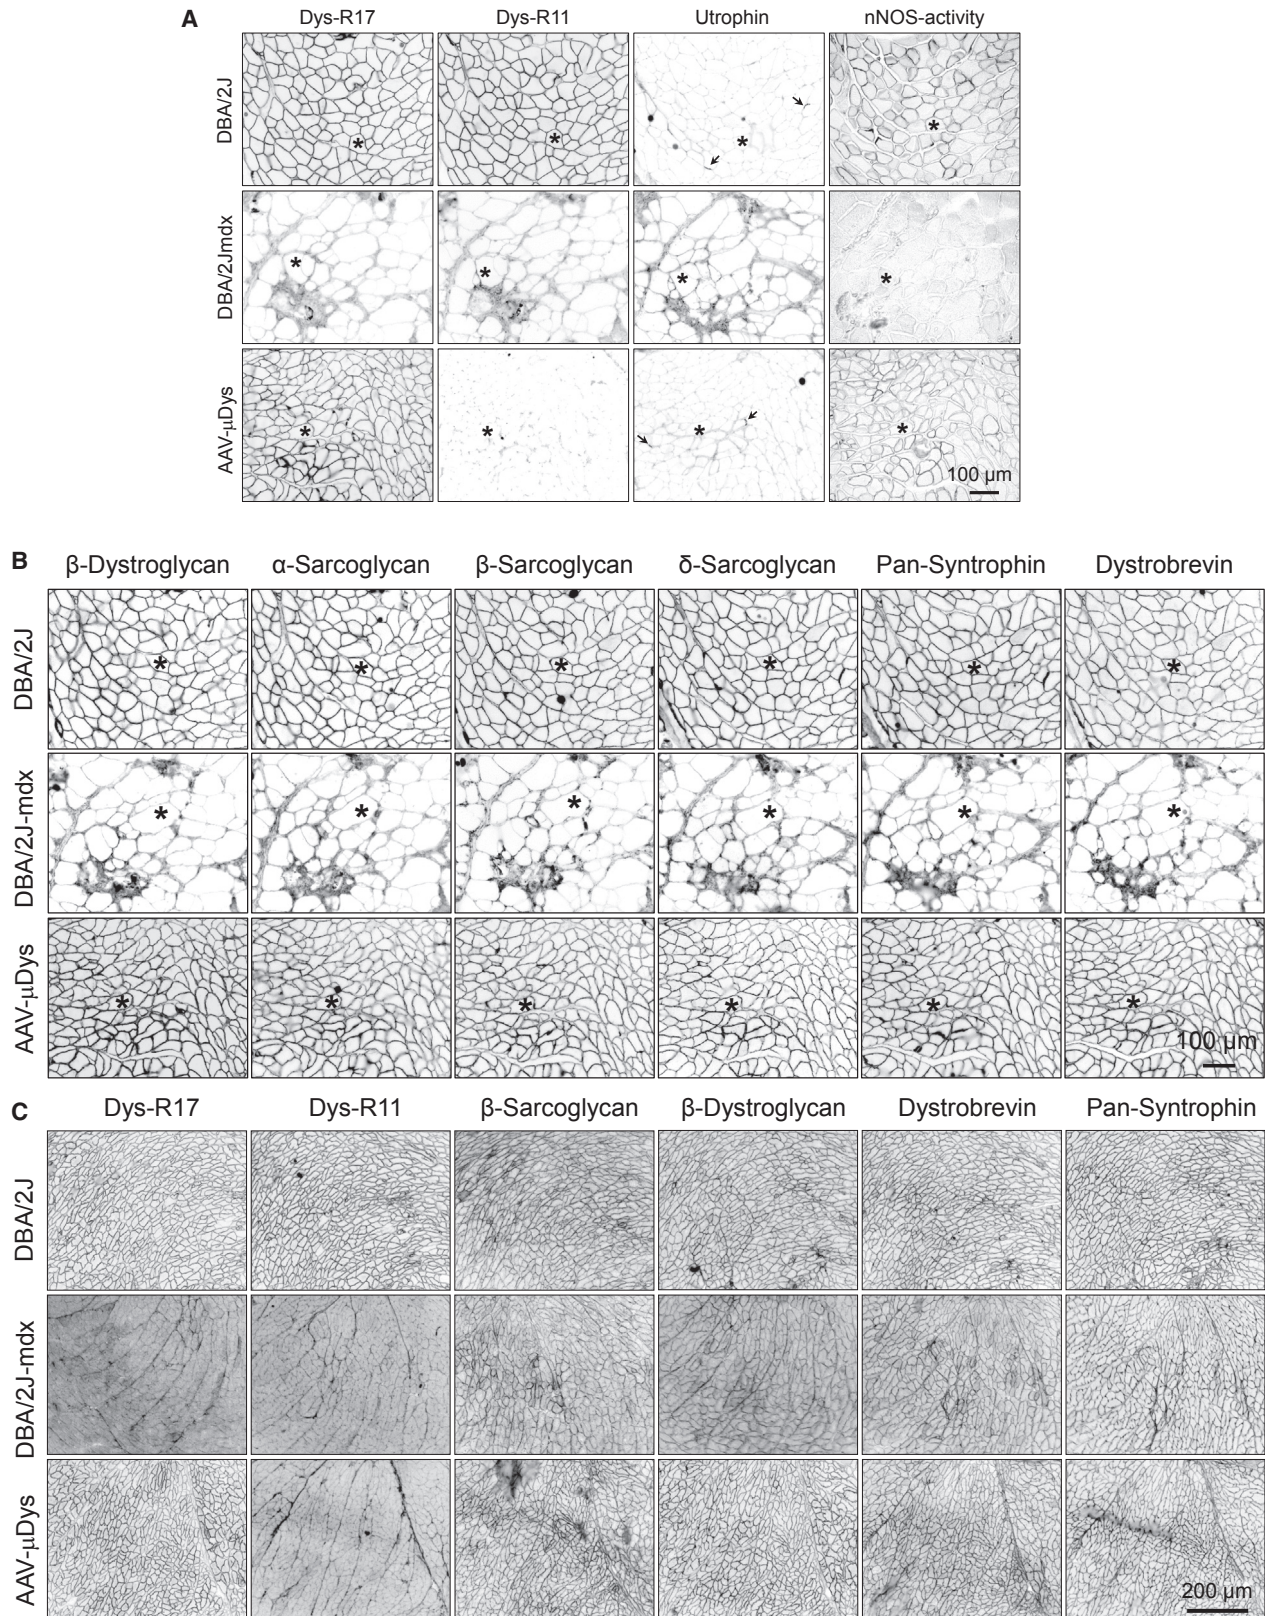 A
Dys-R17 Dys-R11 Utrophin nNOS-activity
DBA/2J
* * * *
DBA/2Jmdx
* * * *
AAV-μDys
* * * *
100 μm
B
β-Dystroglycan α-Sarcoglycan β-Sarcoglycan δ-Sarcoglycan Pan-Syntrophin Dystrobrevin
DBA/2J
* * * * * *
DBA/2J-mdx
* * * * * *
AAV-μDys
* * * * * *
100 μm
C
Dys-R17 Dys-R11 β-Sarcoglycan β-Dystroglycan Dystrobrevin Pan-Syntrophin
DBA/2J
DBA/2J-mdx
AAV-μDys
200 μm